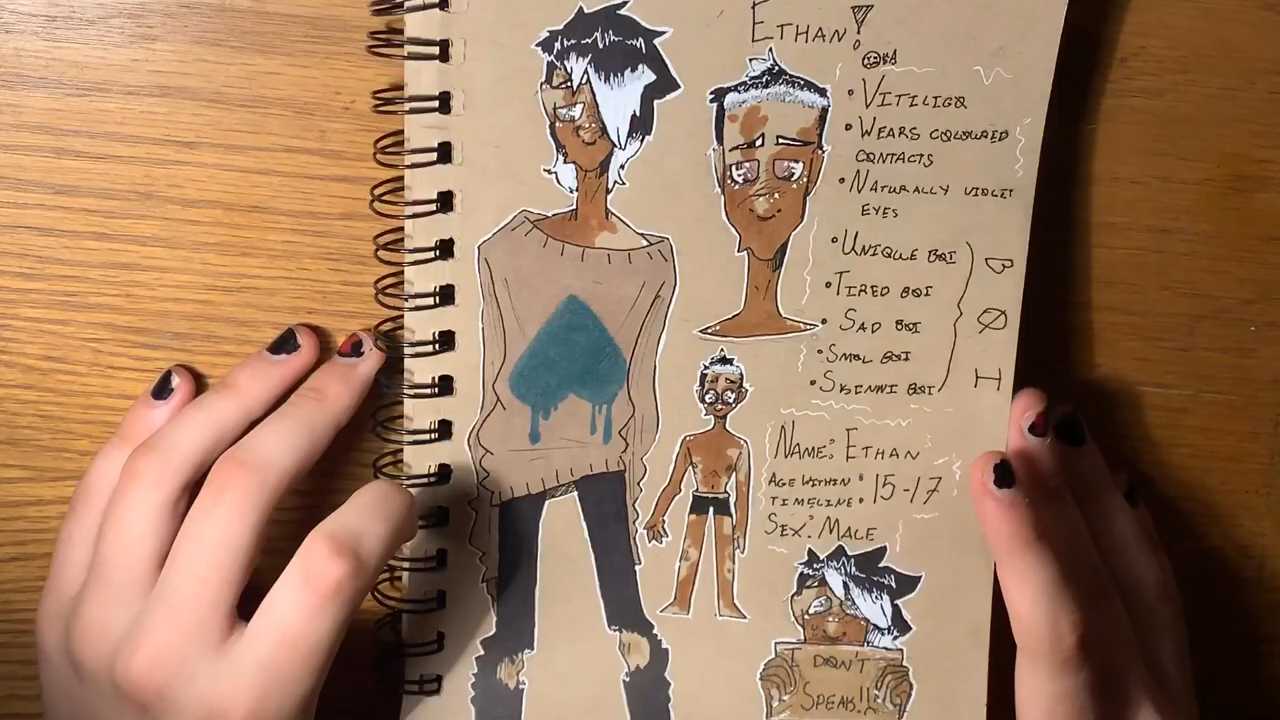 ETHAN!
• VITILIGO
• WEARS COLOURED
CONTACTS
• NATURALLY VIOLET
EYES
• UNIQUE BOI
• TIRED BOI
• SAD BOI
• SMOL BOI
• SKINNI BOI
BOI
NAME: ETHAN
AGE WITHIN
TIMELINE: 15-17
SEX: MALE
I DON'T
SPEAK!!